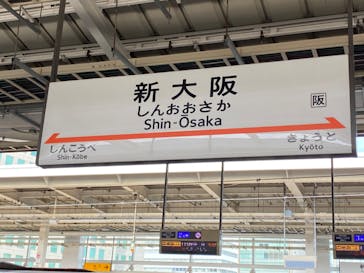 新大阪
しんおおさか
Shin-Ōsaka
阪
しんこうべ
Shin-Kōbe
きょうと
Kyōto